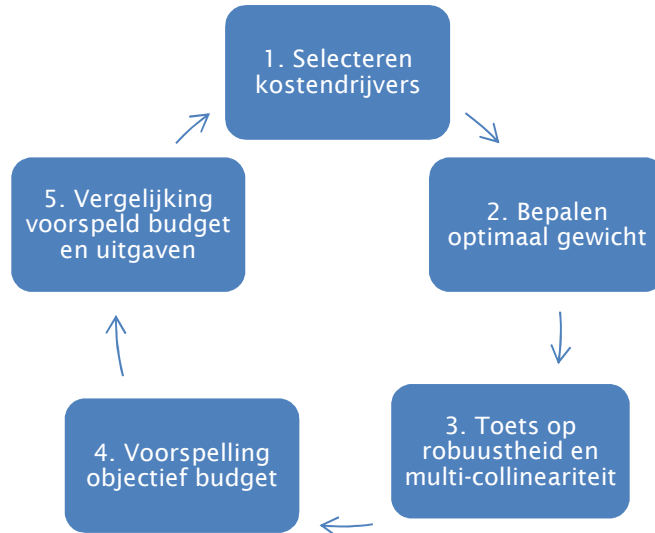 1. Selecteren
kostendrijvers
2. Bepalen
optimaal gewicht
3. Toets op
robuustheid en
multi-collineariteit
4. Voorspelling
objectief budget
5. Vergelijking
voorspeld budget
en uitgaven